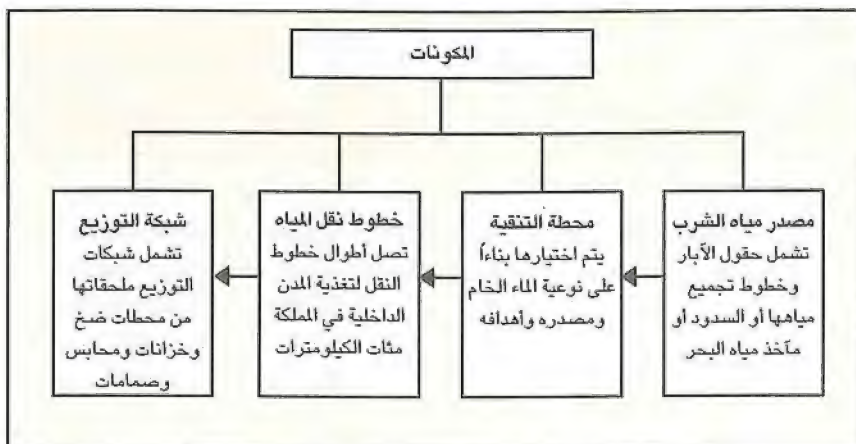 المكونات
مصدر مياه الشرب
تشمل حقول الآبار
وخطوط تجميع
مياهها أو السدود أو
مآخذ مياه البحر
محطة التنقية
يتم اختيارها بناءاً
على نوعية الماء الخام
ومصدره وأهدافه
خطوط نقل المياه
تصل أطوال خطوط
النقل لتغذية المدن
الداخلية في المملكة
مئات الكيلومترات
شبكة التوزيع
تشمل شبكات
التوزيع ملحقاتها
من محطات ضخ
وخزانات ومحابس
وصمامات